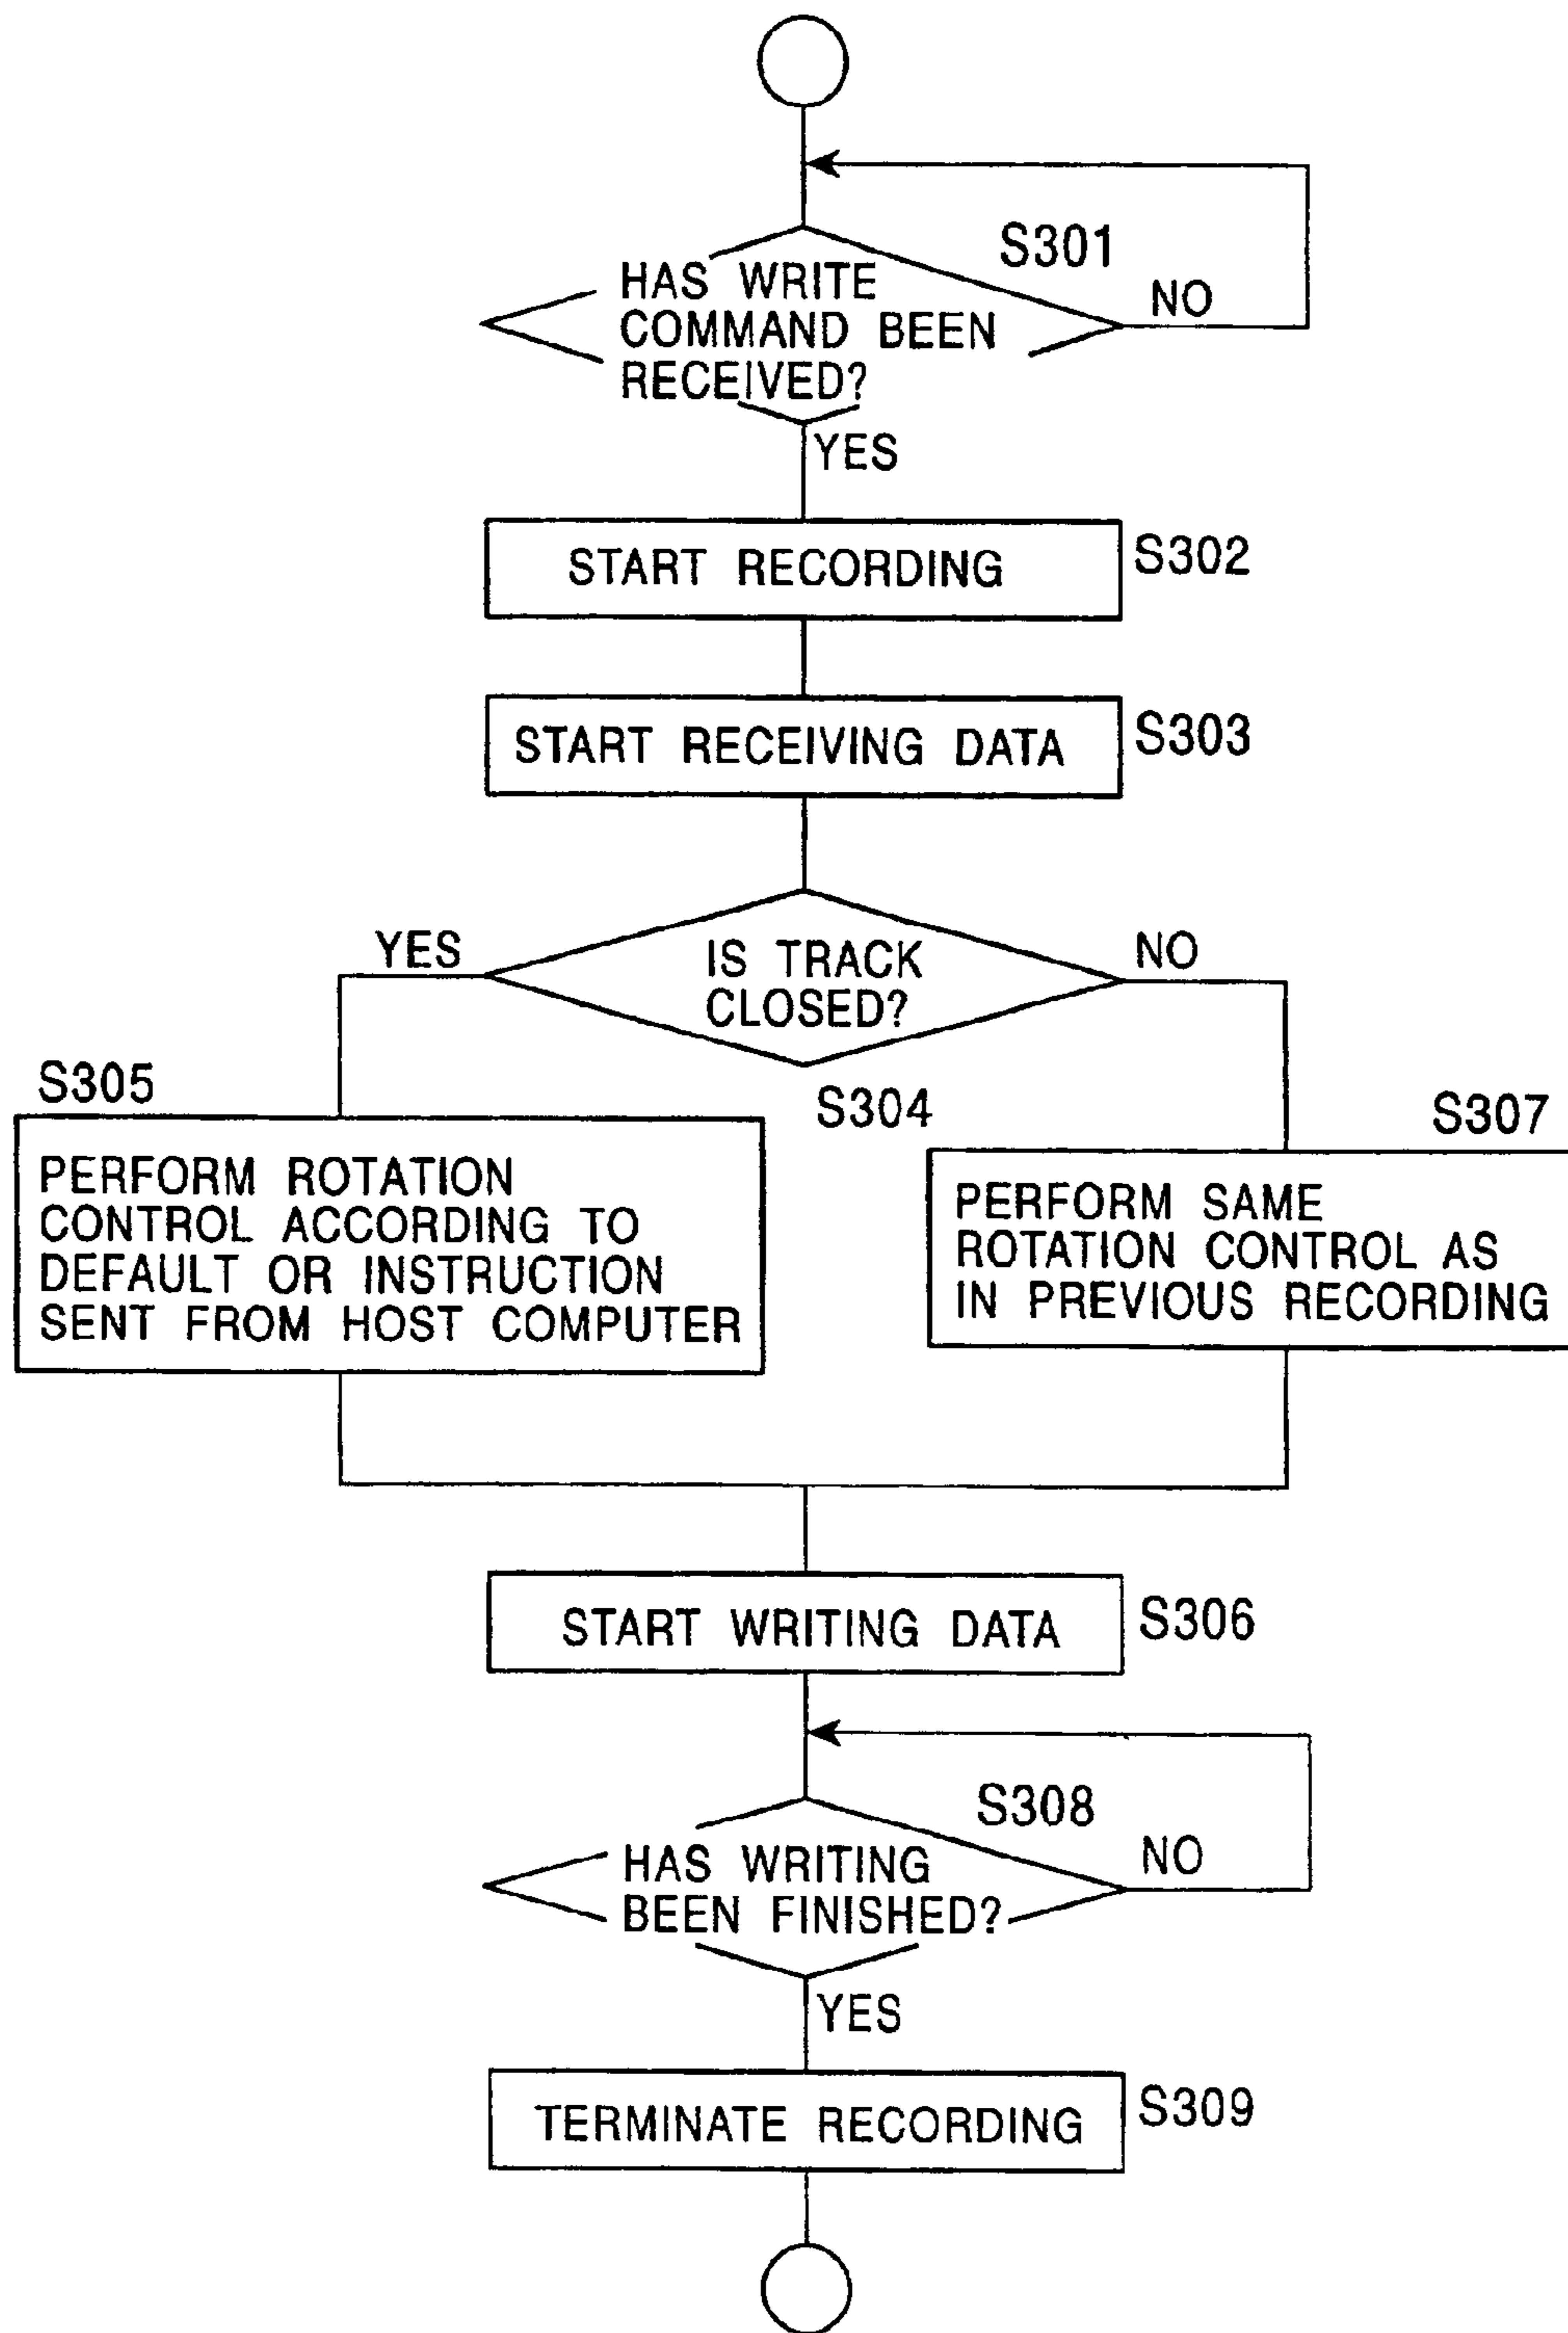 S301
HAS WRITE
COMMAND BEEN
RECEIVED?
NO
YES
START RECORDING
S302
START RECEIVING DATA
S303
YES
IS TRACK
CLOSED?
NO
S304
S305
PERFORM ROTATION
CONTROL ACCORDING TO
DEFAULT OR INSTRUCTION
SENT FROM HOST COMPUTER
S307
PERFORM SAME
ROTATION CONTROL AS
IN PREVIOUS RECORDING
START WRITING DATA
S306
S308
HAS WRITING
BEEN FINISHED?
NO
YES
TERMINATE RECORDING
S309